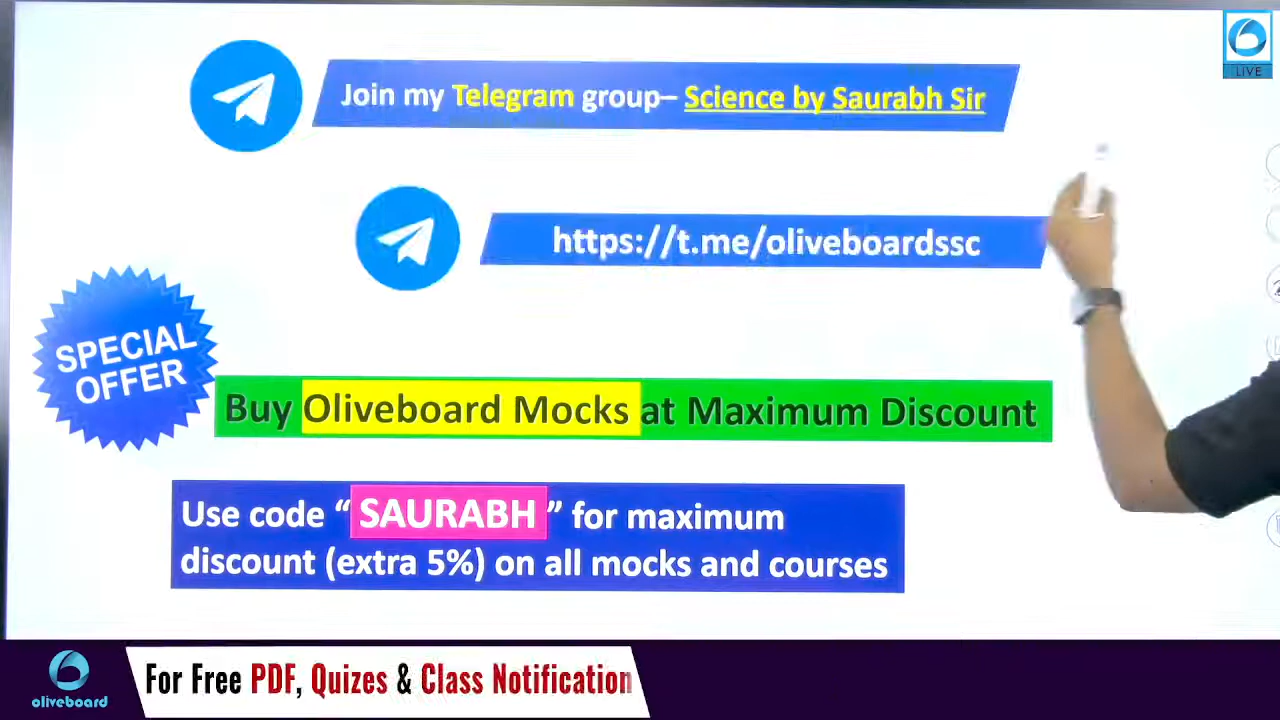 LIVE
Join my Telegram group– Science by Saurabh Sir
https://t.me/oliveboardssc
SPECIAL
OFFER
Buy Oliveboard Mocks at Maximum Discount
Use code “SAURABH” for maximum
discount (extra 5%) on all mocks and courses
oliveboard
For Free PDF, Quizes & Class Notification